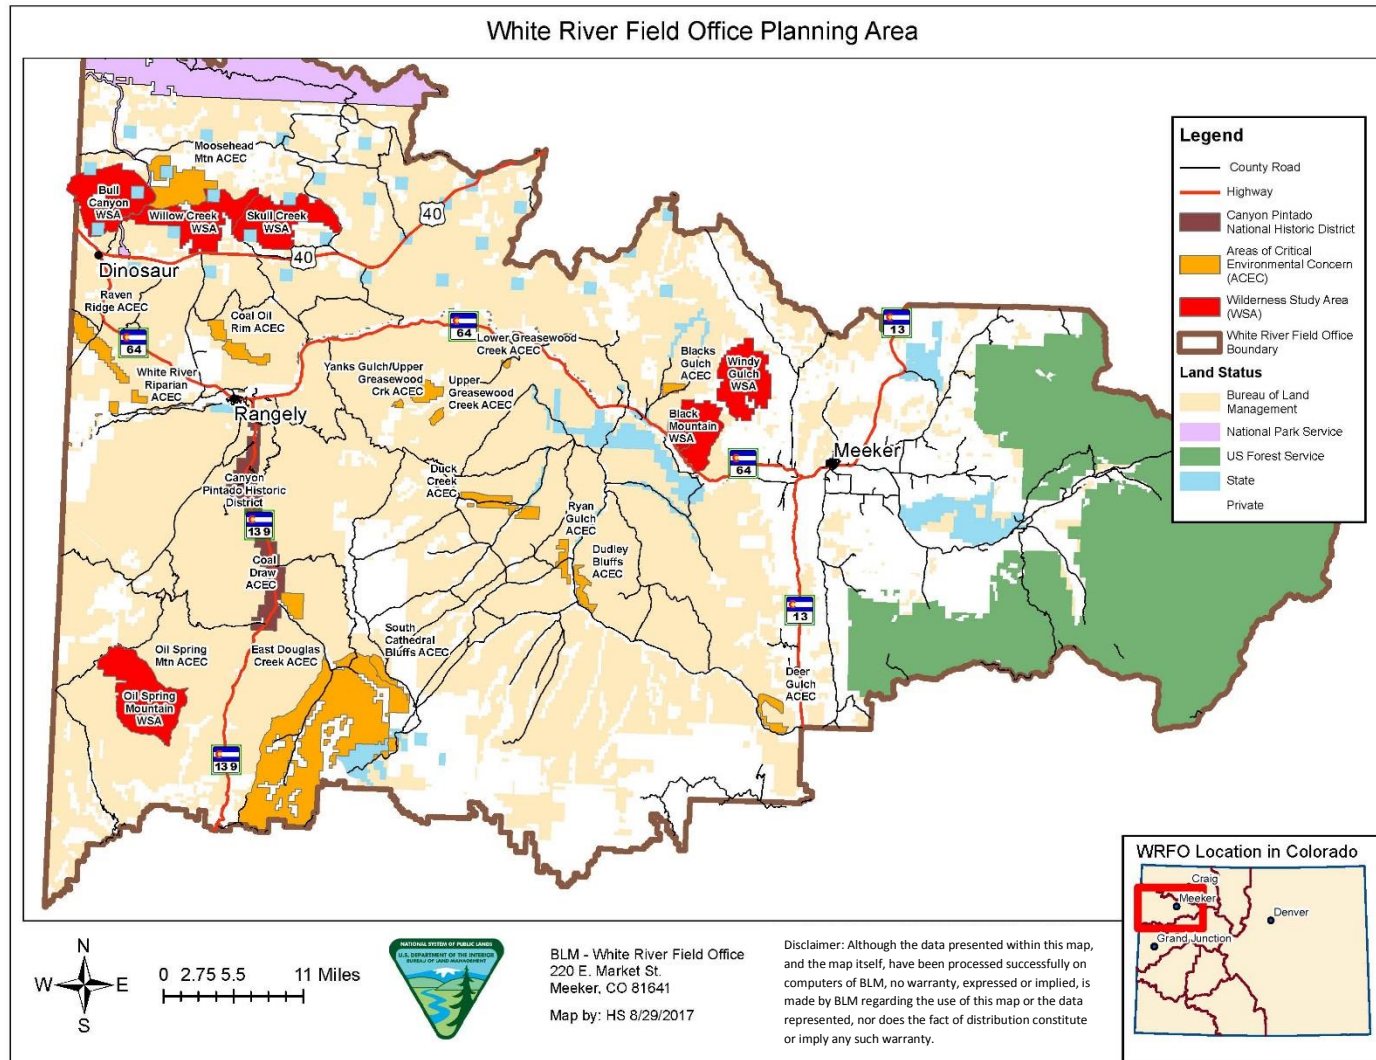 White River Field Office Planning Area
Moosehead
Mtn ACEC
Bull
Canyon
WSA
Willow Creek
WSA
Skull Creek
WSA
40
40
Dinosaur
Raven
Ridge ACEC
Coal Oil
Rim ACEC
64
64
13
Lower Greasewood
Creek ACEC
White River
Riparian
ACEC
Yanks Gulch/Upper
Greasewood
Crk ACEC
Upper
Greasewood
Creek ACEC
Blacks
Gulch
ACEC
Windy
Gulch
WSA
Rangely
Black
Mountain
WSA
64
Meeker
Canyon
Pintado Historic
District
Duck
Creek
ACEC
139
Ryan
Gulch
ACEC
Dudley
Bluffs
ACEC
Coal
Draw
ACEC
13
South
Cathedral
Bluffs ACEC
Oil Spring
Mtn ACEC
East Douglas
Creek ACEC
Deer
Gulch
ACEC
Oil Spring
Mountain
WSA
139
Legend
County Road
Highway
Canyon Pintado
National Historic District
Areas of Critical
Environmental Concern
(ACEC)
Wilderness Study Area
(WSA)
White River Field Office
Boundary
Land Status
Bureau of Land
Management
National Park Service
US Forest Service
State
Private
WRFO Location in Colorado
Craig
Meeker
Denver
Grand Junction
N
W
E
S
0 2.75 5.5 11 Miles
NATIONAL SYSTEM OF PUBLIC LANDS
U.S. DEPARTMENT OF THE INTERIOR
BUREAU OF LAND MANAGEMENT
BLM - White River Field Office
220 E. Market St.
Meeker, CO 81641
Map by: HS 8/29/2017
Disclaimer: Although the data presented within this map,
and the map itself, have been processed successfully on
computers of BLM, no warranty, expressed or implied, is
made by BLM regarding the use of this map or the data
represented, nor does the fact of distribution constitute
or imply any such warranty.